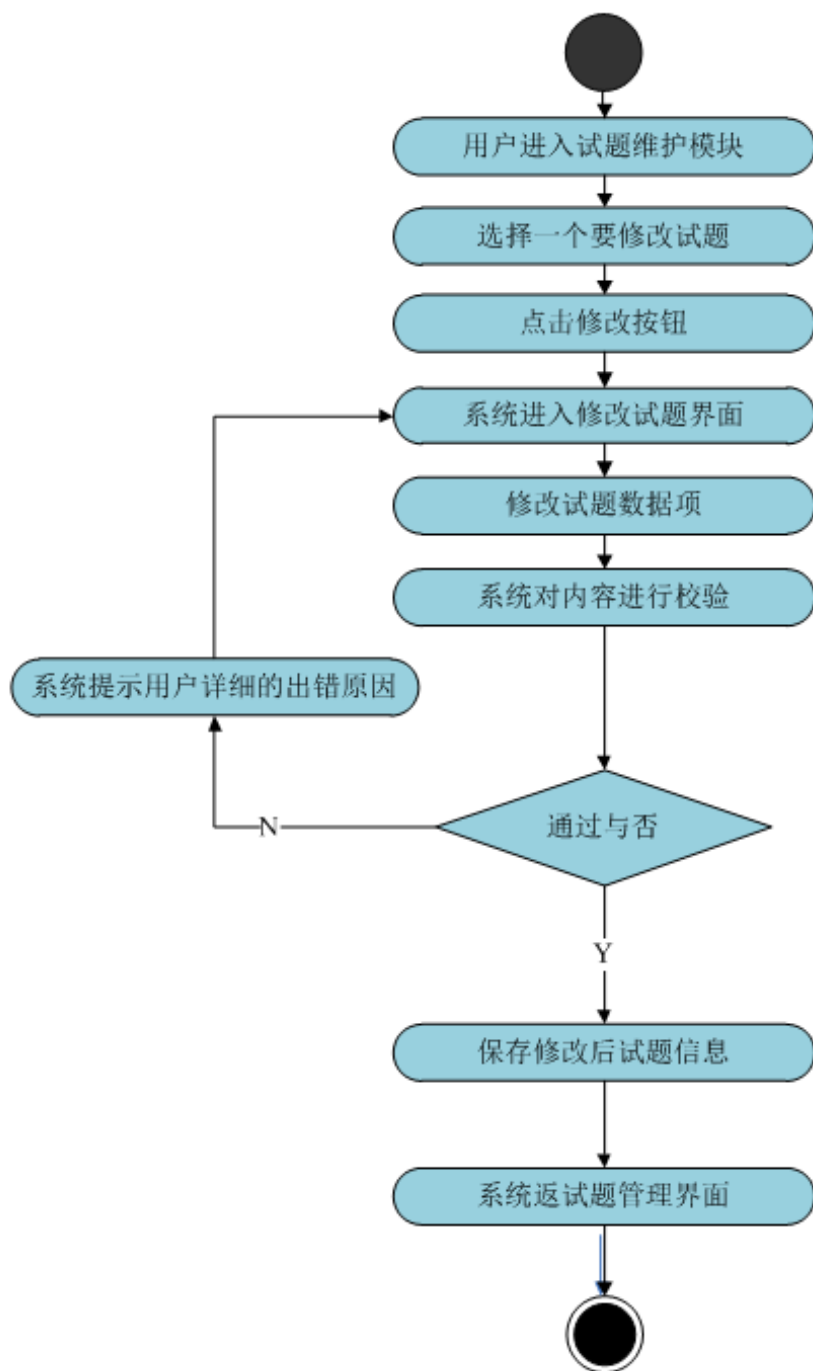 用户进入试题维护模块
选择一个要修改试题
点击修改按钮
系统进入修改试题界面
修改试题数据项
系统对内容进行校验
系统提示用户详细的出错原因
通过与否
N
Y
保存修改后试题信息
系统返试题管理界面